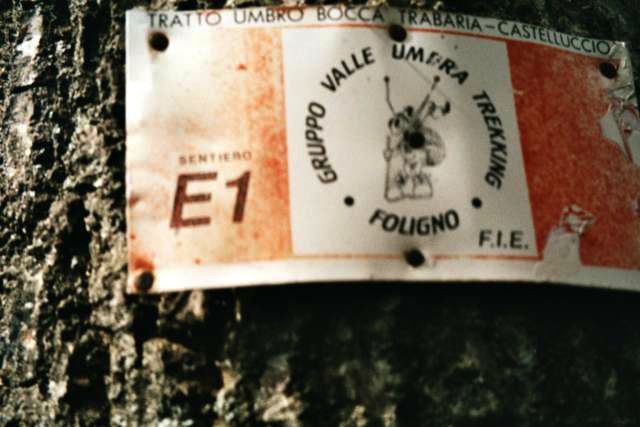 TRATTO UMBRO BOCCA TRABARIA-CASTELLUCCIO
GRUPPO VALLE UMBRA TREKKING
SENTIERO
E1
• FOLIGNO •
F.I.E.